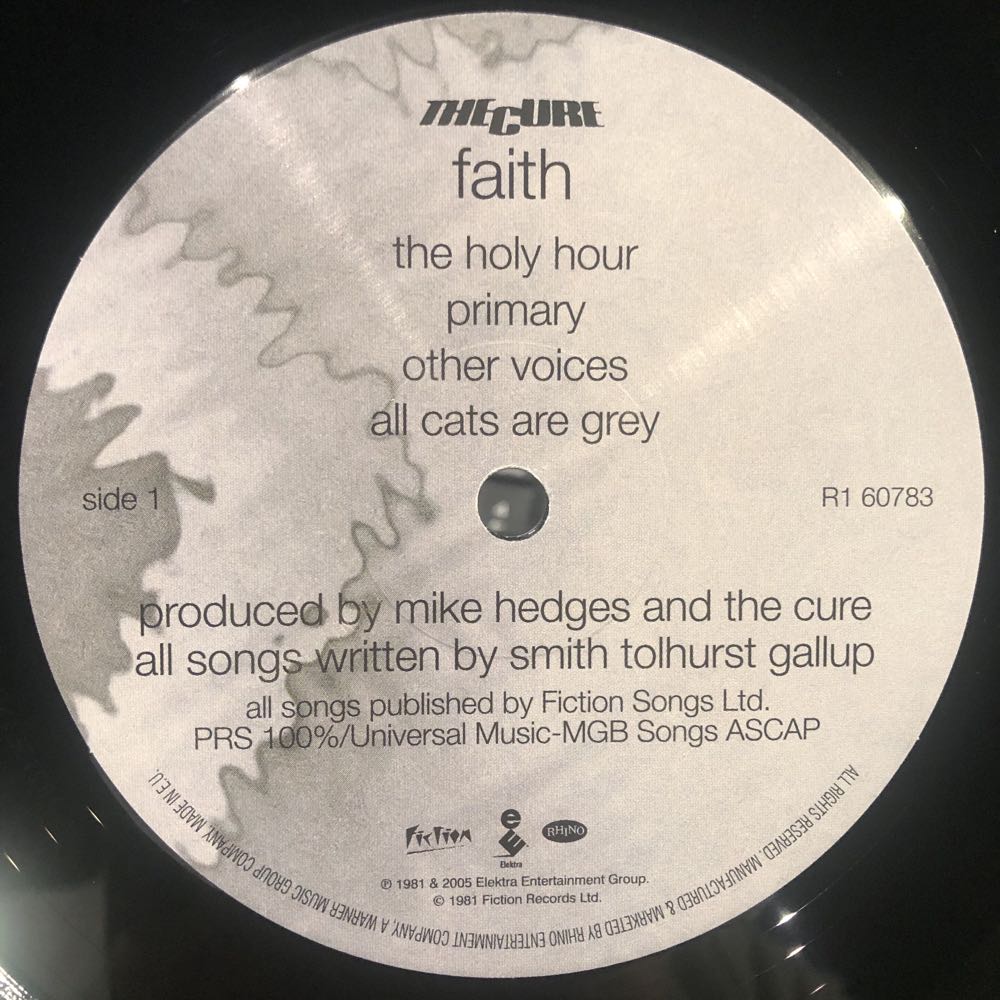 THE CURE
faith
the holy hour
primary
other voices
all cats are grey
side 1
R1 60783
produced by mike hedges and the cure
all songs written by smith tolhurst gallup
all songs published by Fiction Songs Ltd.
PRS 100%/Universal Music-MGB Songs ASCAP
Fiction
e
Elektra
RHINO
℗ 1981 & 2005 Elektra Entertainment Group.
© 1981 Fiction Records Ltd.
ALL RIGHTS RESERVED. MANUFACTURED & MARKETED BY RHINO ENTERTAINMENT COMPANY, A WARNER MUSIC GROUP COMPANY. MADE IN E.U.